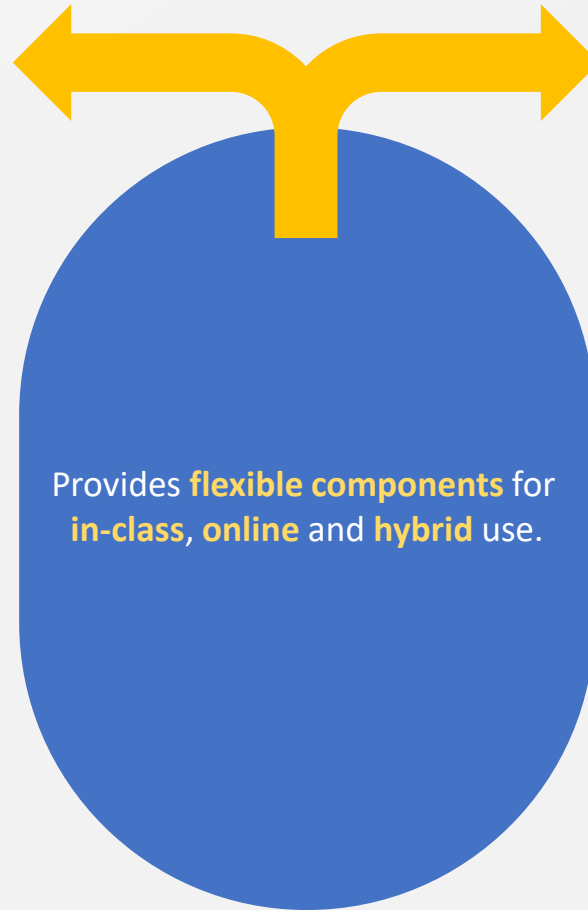 Provides flexible components for
in-class, online and hybrid use.